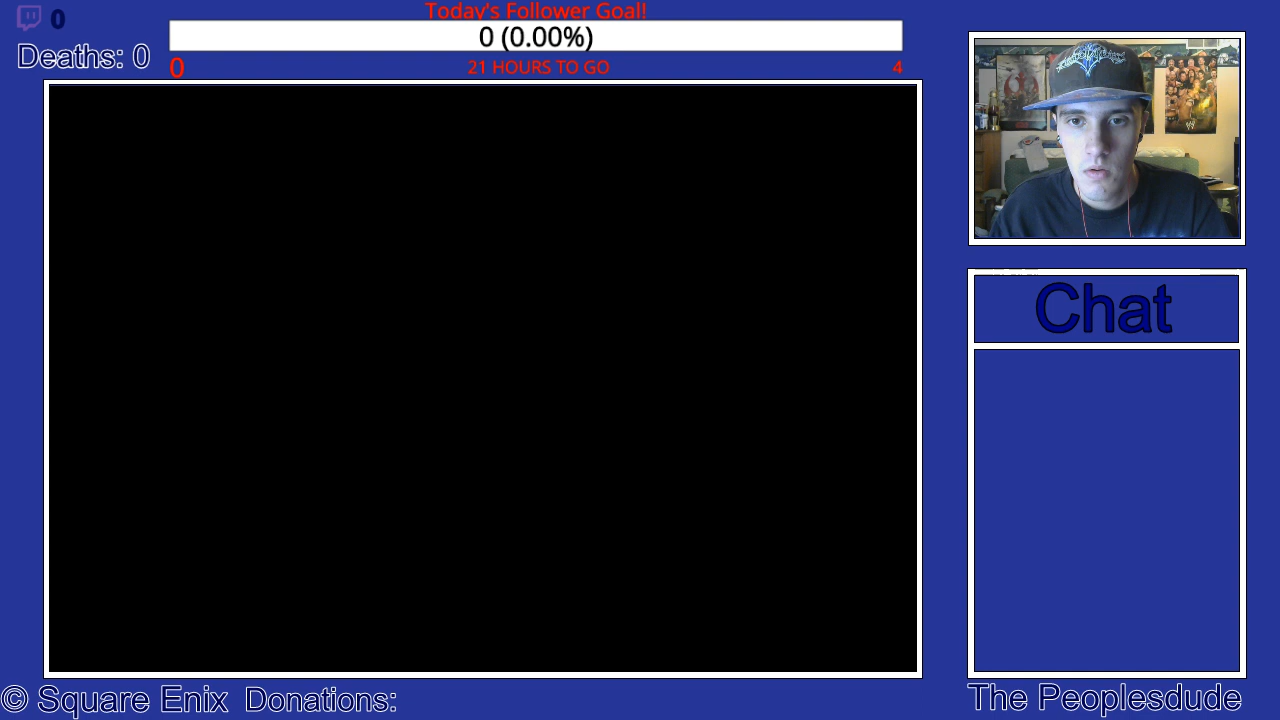 0
Today's Follower Goal!
0 (0.00%)
Deaths: 0
0
21 HOURS TO GO
4
Chat
© Square Enix
Donations:
The Peoplesdude